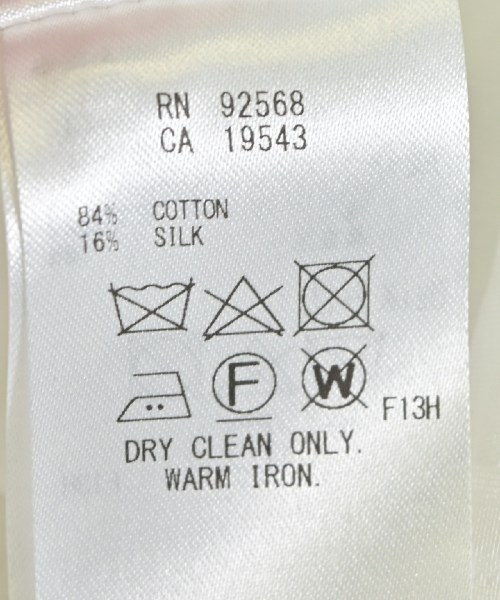 RN 92568
CA 19543
84% COTTON
16% SILK
F W F13H
DRY CLEAN ONLY.
WARM IRON.